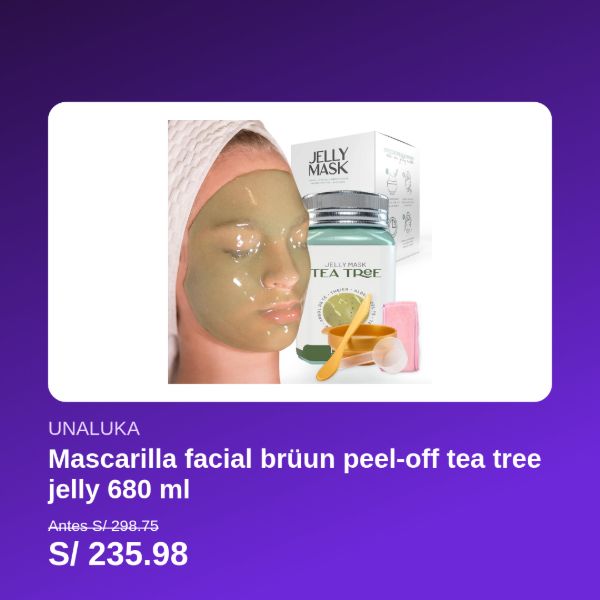 JELLY
MASK
JELLY MASK
TEA TREE
UNALUKA
Mascarilla facial brüun peel-off tea tree
jelly 680 ml
Antes S/ 298.75
S/ 235.98